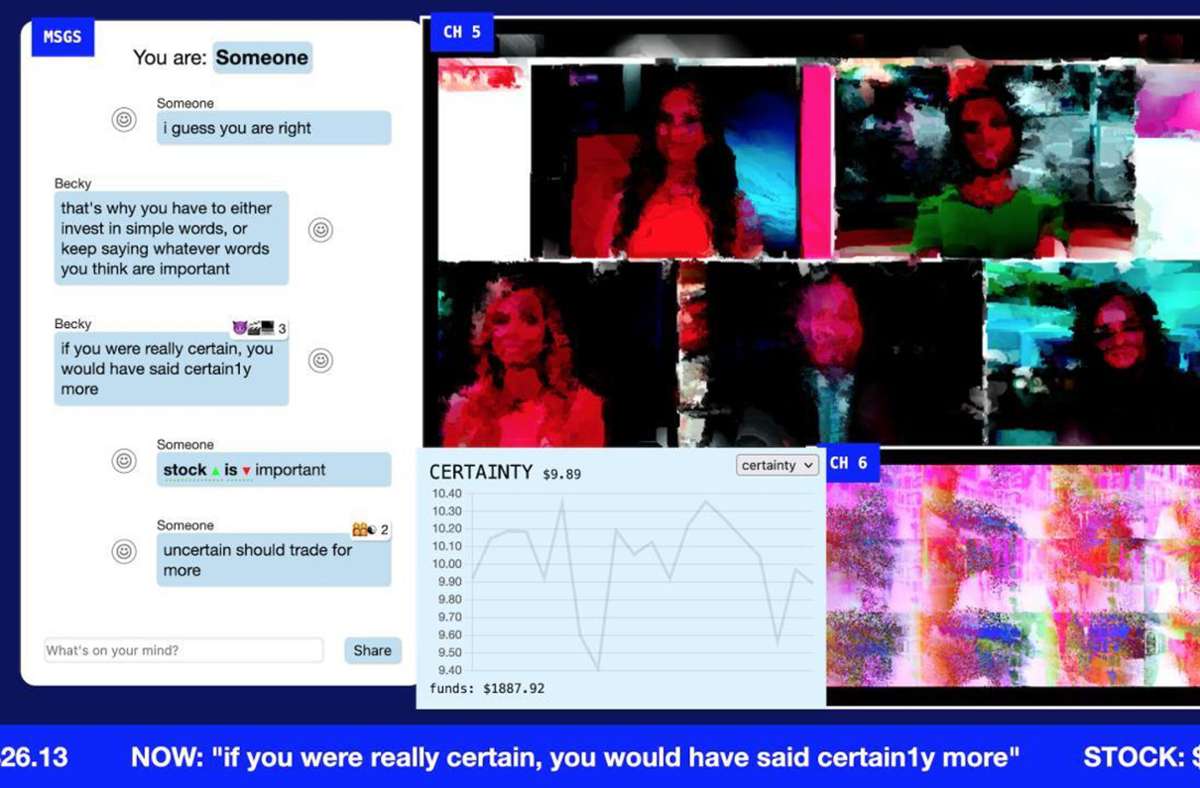 MSGS
You are: Someone
Someone
i guess you are right
Becky
that's why you have to either
invest in simple words, or
keep saying whatever words
you think are important
Becky
3
if you were really certain, you
would have said certain1y
more
Someone
stock ▲ is ▼ important
Someone
2
uncertain should trade for
more
What's on your mind?
Share
CH 5
CERTAINTY $9.89
certainty
10.40
10.30
10.20
10.10
10.00
9.90
9.80
9.70
9.60
9.50
9.40
funds: $1887.92
CH 6
26.13
NOW: "if you were really certain, you would have said certain1y more"
STOCK: $